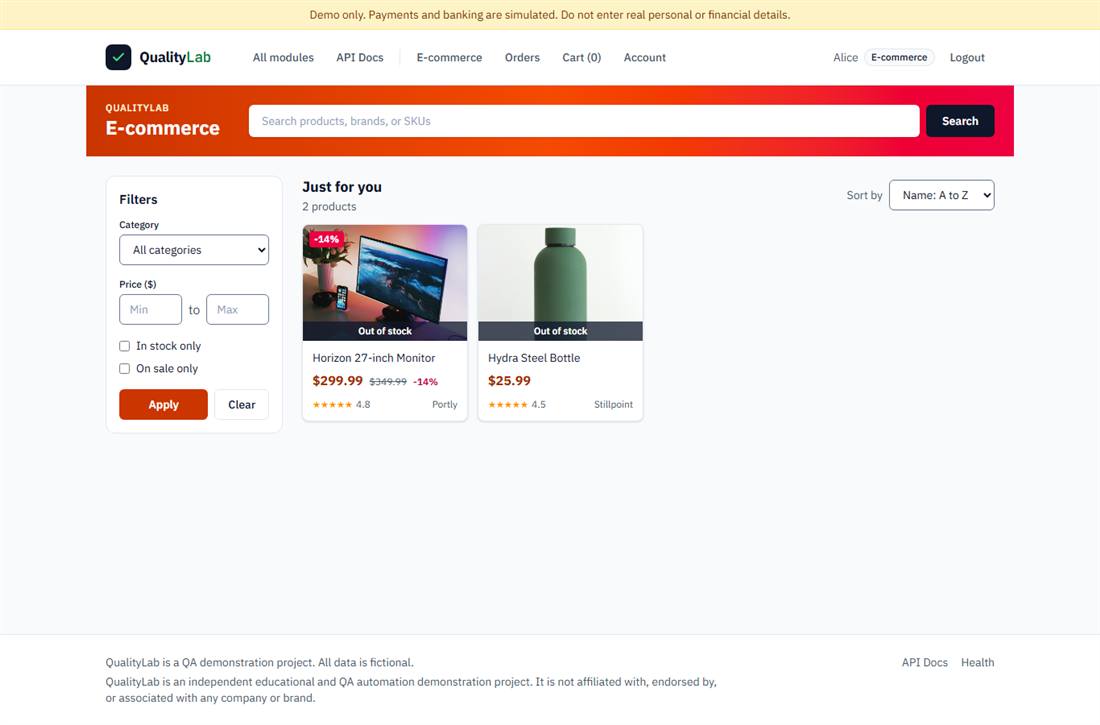 Demo only. Payments and banking are simulated. Do not enter real personal or financial details.
QualityLab
All modules
API Docs
E-commerce
Orders
Cart (0)
Account
Alice
E-commerce
Logout
QUALITYLAB
E-commerce
Search products, brands, or SKUs
Search
Filters
Category
All categories
Price ($)
Min
to
Max
In stock only
On sale only
Apply
Clear
Just for you
2 products
Sort by
Name: A to Z
-14%
Out of stock
Horizon 27-inch Monitor
$299.99 $349.99 -14%
★★★★★ 4.8
Portly
Out of stock
Hydra Steel Bottle
$25.99
★★★★★ 4.5
Stillpoint
QualityLab is a QA demonstration project. All data is fictional.
QualityLab is an independent educational and QA automation demonstration project. It is not affiliated with, endorsed by,
or associated with any company or brand.
API Docs
Health